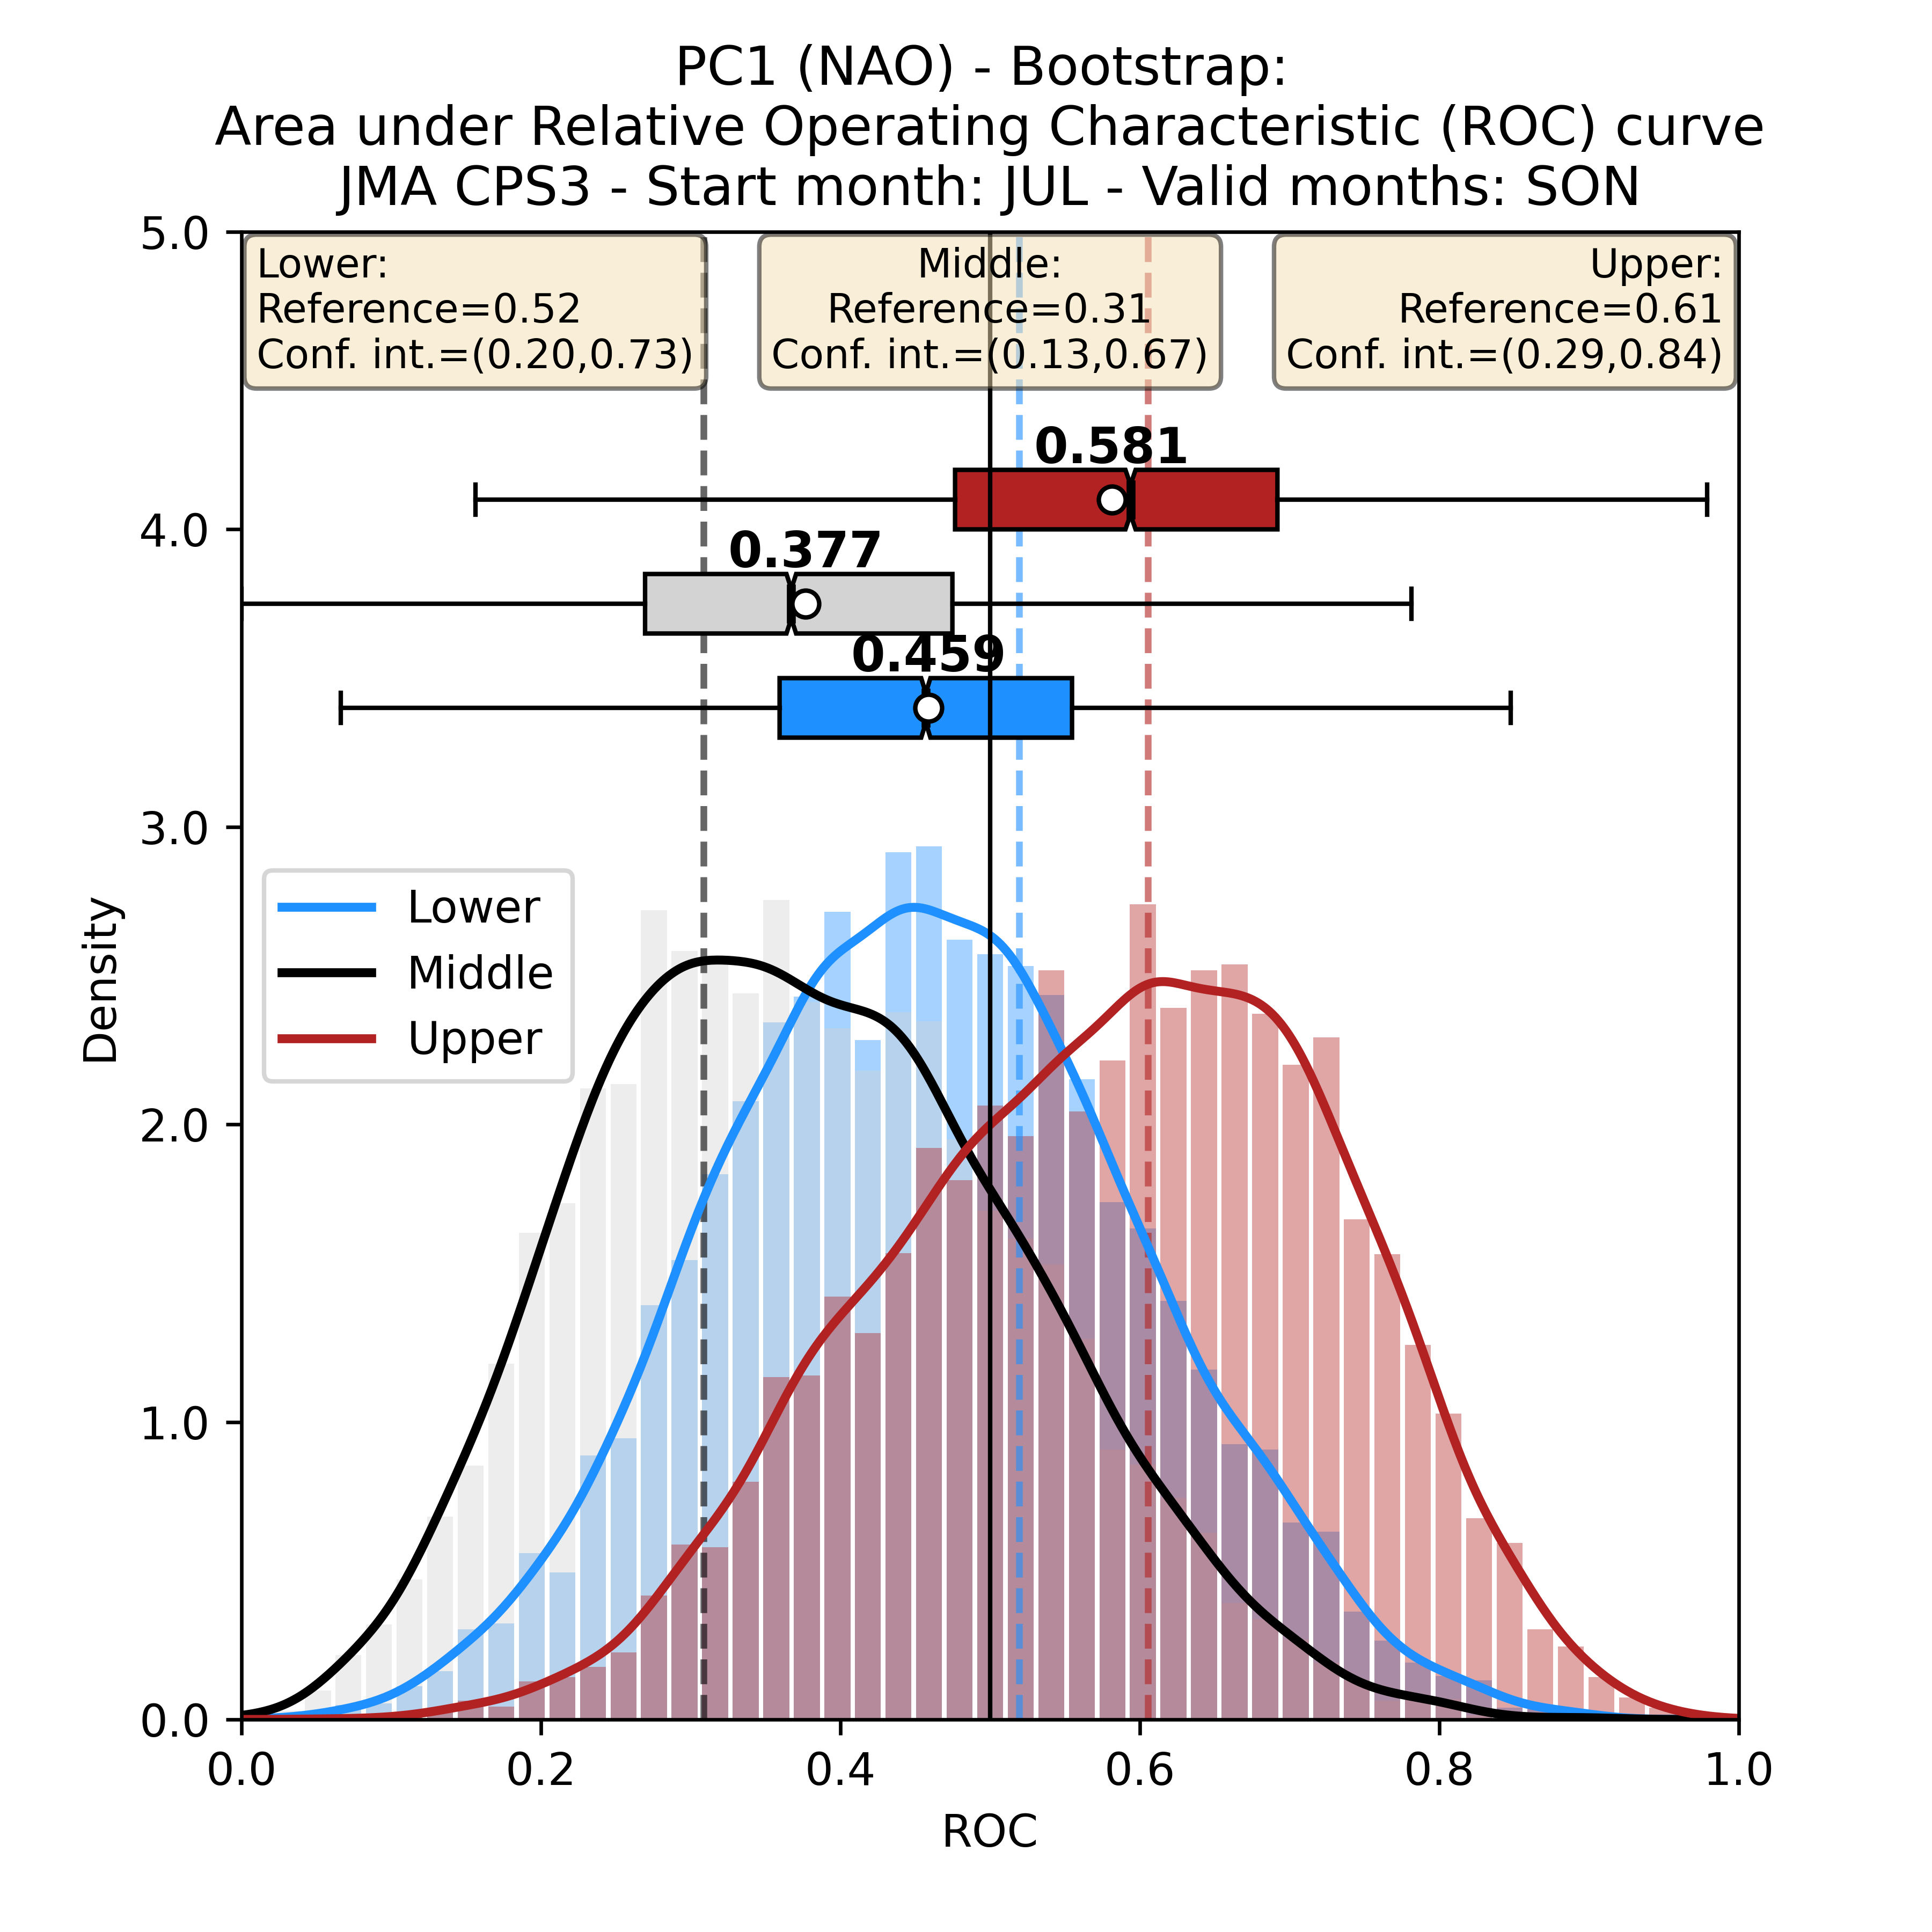 PC1 (NAO) - Bootstrap:
Area under Relative Operating Characteristic (ROC) curve
JMA CPS3 - Start month: JUL - Valid months: SON
Lower:
Reference=0.52
Conf. int.=(0.20,0.73)
Middle:
Reference=0.31
Conf. int.=(0.13,0.67)
Upper:
Reference=0.61
Conf. int.=(0.29,0.84)
0.581
0.377
0.459
Lower
Middle
Upper
Density
5.0
4.0
3.0
2.0
1.0
0.0
0.0 0.2 0.4 0.6 0.8 1.0
ROC